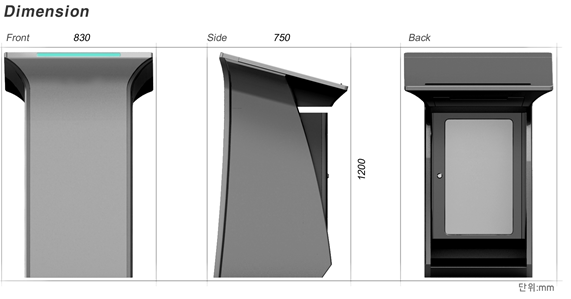 Dimension
Front 830 Side 750 Back
1200
단위:mm